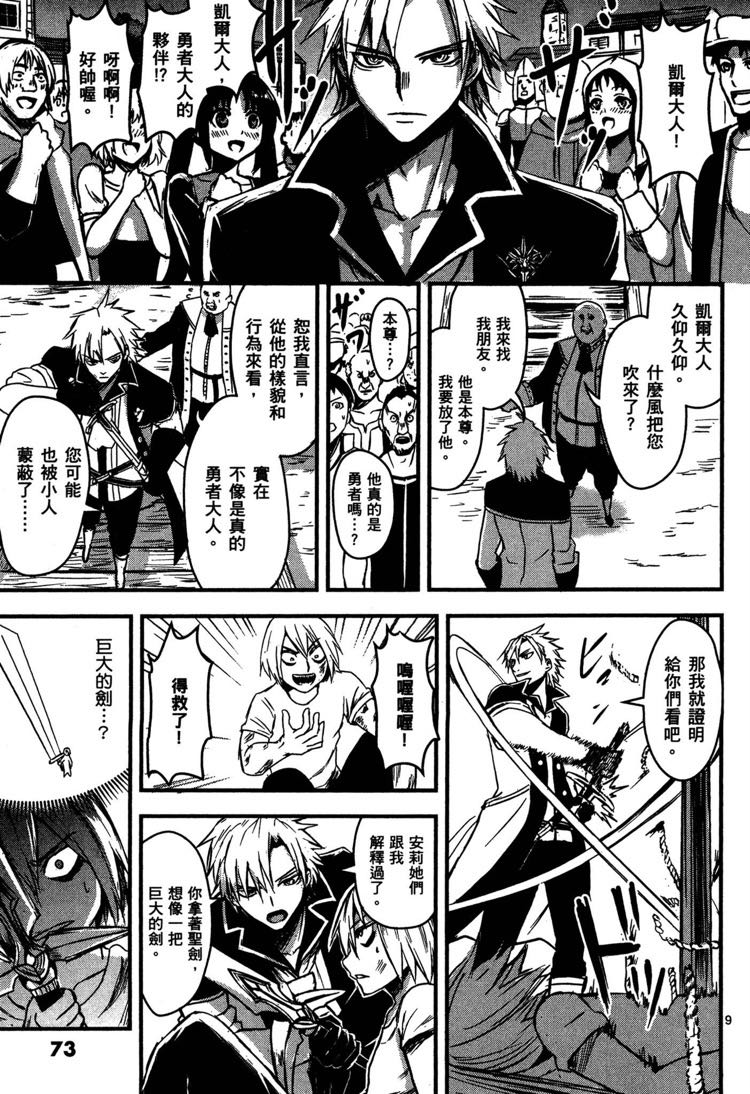 凱爾大人！
凱爾大人，
勇者大人的
夥伴!?
呀啊啊！
好帥喔。
凱爾大人
久仰久仰。
什麼風把您
吹來了？
我來找
我朋友。
他是本尊。
我要放了他。
本尊…？
他真的是
勇者嗎…？
恕我直言，
從他的樣貌和
行為來看，
實在
不像是真的
勇者大人。
您可能
也被小人
蒙蔽了……
那我就證明
給你們看吧。
嗚喔喔喔！
得救了！
安莉她們
跟我
解釋過了。
你拿著聖劍，
想像一把
巨大的劍。
巨大的劍…？
9
73